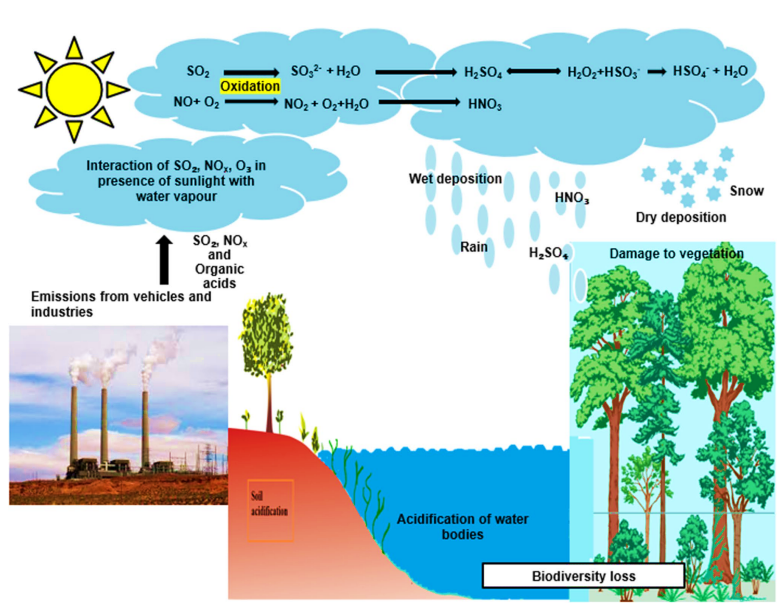 SO₂ → SO₃²⁻ + H₂O → H₂SO₄ ↔ H₂O₂+HSO₃⁻ → HSO₄⁻ + H₂O
Oxidation
NO+ O₂ → NO₂ + O₂+H₂O → HNO₃
Interaction of SO₂, NOₓ, O₃ in
presence of sunlight with
water vapour
Wet deposition
HNO₃
Snow
Dry deposition
Rain
H₂SO₄
SO₂, NOₓ
and
Organic
acids
Damage to vegetation
Emissions from vehicles and
industries
Soil
acidification
Acidification of water
bodies
Biodiversity loss